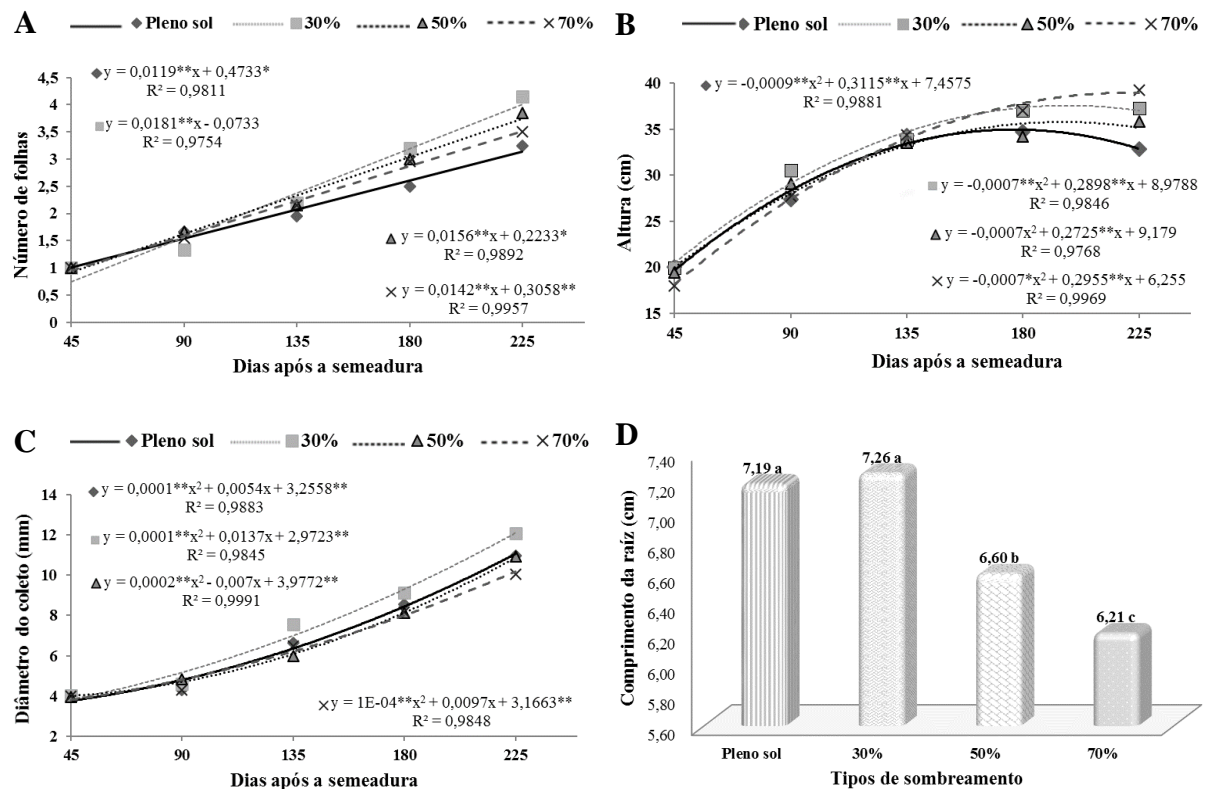 A
Pleno sol 30% 50% 70%
y = 0,0119**x + 0,4733*
R² = 0,9811
y = 0,0181**x - 0,0733
R² = 0,9754
y = 0,0156**x + 0,2233*
R² = 0,9892
y = 0,0142**x + 0,3058**
R² = 0,9957
Número de folhas
4,5
4
3,5
3
2,5
2
1,5
1
0,5
0
45 90 135 180 225
Dias após a semeadura
B
Pleno sol 30% 50% 70%
y = -0,0009**x² + 0,3115**x + 7,4575
R² = 0,9881
y = -0,0007**x² + 0,2898**x + 8,9788
R² = 0,9846
y = -0,0007x² + 0,2725**x + 9,179
R² = 0,9768
y = -0,0007*x² + 0,2955**x + 6,255
R² = 0,9969
Altura (cm)
40
35
30
25
20
15
45 90 135 180 225
Dias após a semeadura
C
Pleno sol 30% 50% 70%
y = 0,0001**x² + 0,0054x + 3,2558**
R² = 0,9883
y = 0,0001**x² + 0,0137x + 2,9723**
R² = 0,9845
y = 0,0002**x² - 0,007x + 3,9772**
R² = 0,9991
y = 1E-04**x² + 0,0097x + 3,1663**
R² = 0,9848
Diâmetro do coleto (mm)
14
12
10
8
6
4
2
45 90 135 180 225
Dias após a semeadura
D
Comprimento da raíz (cm)
7,40
7,20
7,00
6,80
6,60
6,40
6,20
6,00
5,80
5,60
7,19 a
7,26 a
6,60 b
6,21 c
Pleno sol 30% 50% 70%
Tipos de sombreamento